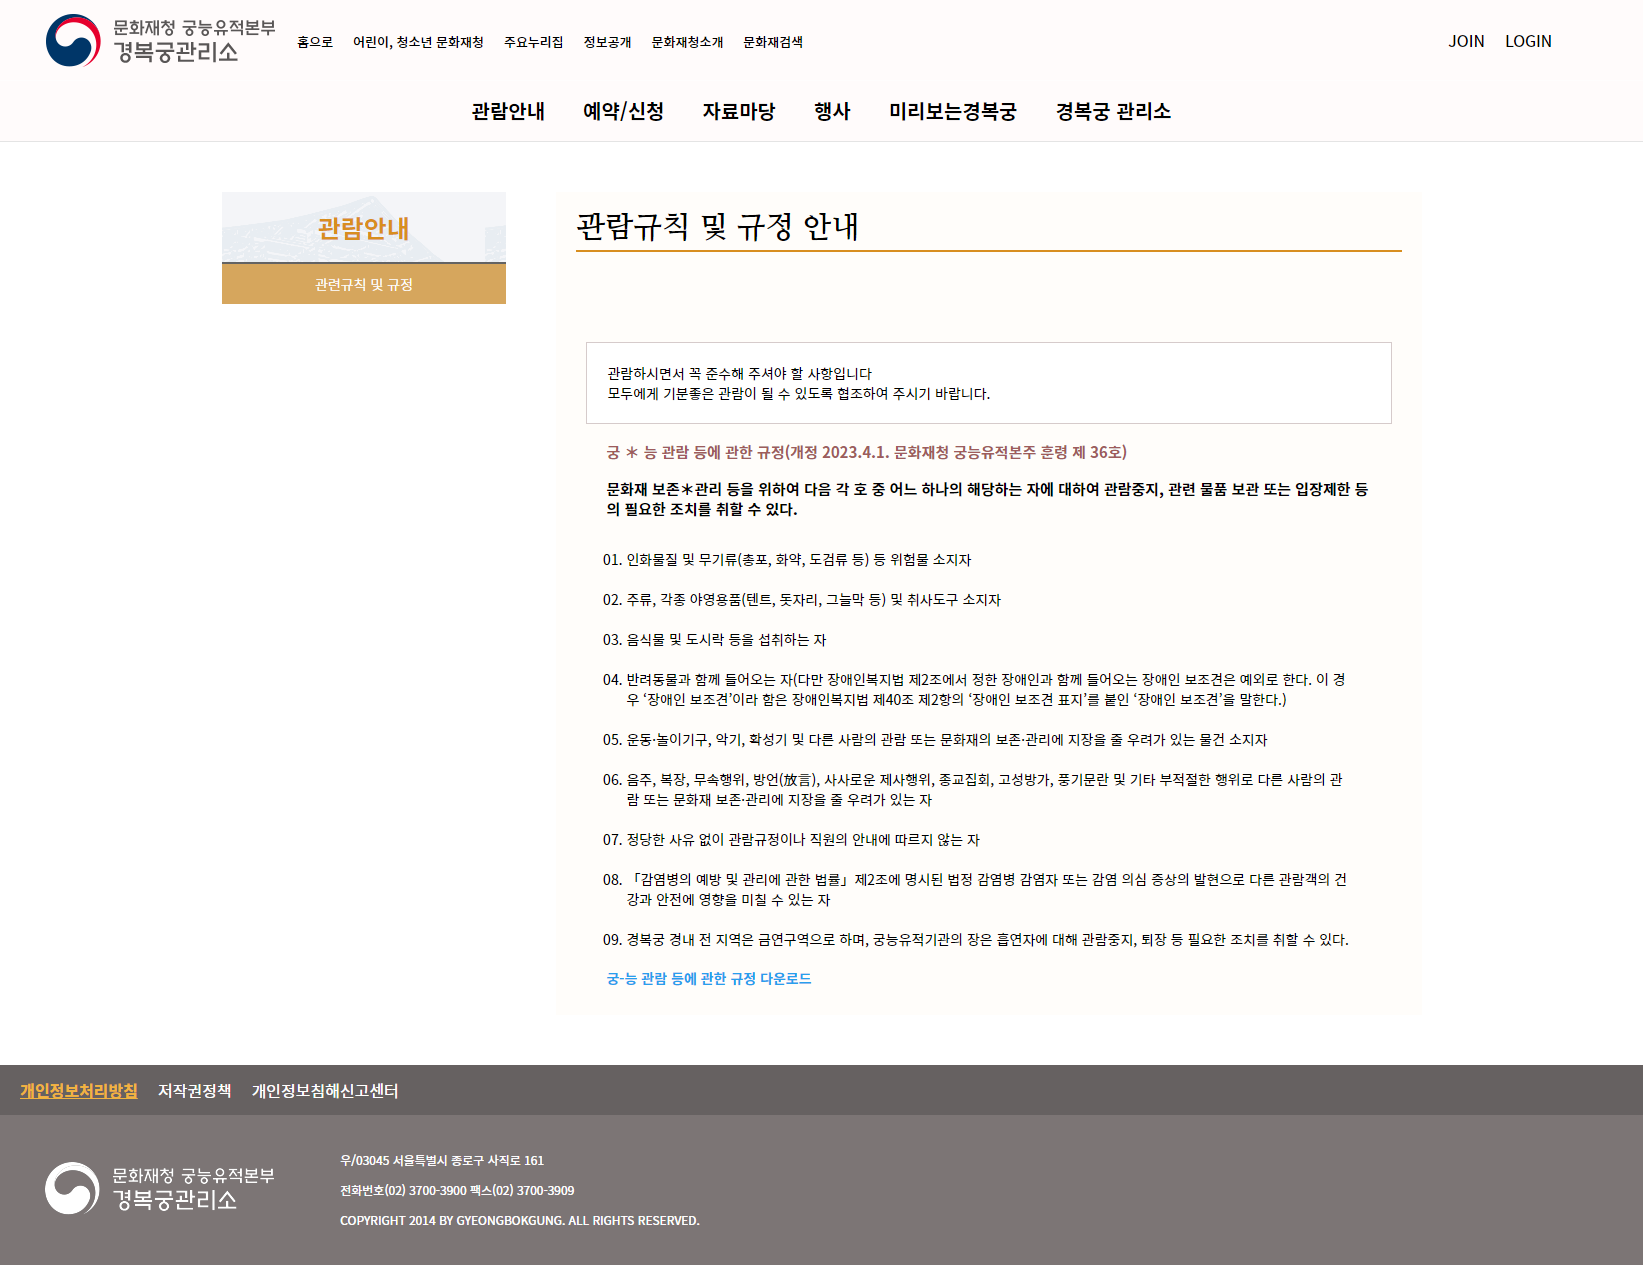 문화재청 궁능유적본부
경복궁관리소
홈으로 어린이, 청소년 문화재청 주요누리집 정보공개 문화재청소개 문화재검색
JOIN LOGIN
관람안내 예약/신청 자료마당 행사 미리보는경복궁 경복궁 관리소
관람안내
관련규칙 및 규정
관람규칙 및 규정 안내
관람하시면서 꼭 준수해 주셔야 할 사항입니다
모두에게 기분좋은 관람이 될 수 있도록 협조하여 주시기 바랍니다.
궁 * 능 관람 등에 관한 규정(개정 2023.4.1. 문화재청 궁능유적본주 훈령 제 36호)
문화재 보존*관리 등을 위하여 다음 각 호 중 어느 하나의 해당하는 자에 대하여 관람중지, 관련 물품 보관 또는 입장제한 등
의 필요한 조치를 취할 수 있다.
01. 인화물질 및 무기류(총포, 화약, 도검류 등) 등 위험물 소지자
02. 주류, 각종 야영용품(텐트, 돗자리, 그늘막 등) 및 취사도구 소지자
03. 음식물 및 도시락 등을 섭취하는 자
04. 반려동물과 함께 들어오는 자(다만 장애인복지법 제2조에서 정한 장애인과 함께 들어오는 장애인 보조견은 예외로 한다. 이 경
우 ‘장애인 보조견’이라 함은 장애인복지법 제40조 제2항의 ‘장애인 보조견 표지’를 붙인 ‘장애인 보조견’을 말한다.)
05. 운동·놀이기구, 악기, 확성기 및 다른 사람의 관람 또는 문화재의 보존·관리에 지장을 줄 우려가 있는 물건 소지자
06. 음주, 복장, 무속행위, 방언(放言), 사사로운 제사행위, 종교집회, 고성방가, 풍기문란 및 기타 부적절한 행위로 다른 사람의 관
람 또는 문화재 보존·관리에 지장을 줄 우려가 있는 자
07. 정당한 사유 없이 관람규정이나 직원의 안내에 따르지 않는 자
08. 「감염병의 예방 및 관리에 관한 법률」제2조에 명시된 법정 감염병 감염자 또는 감염 의심 증상의 발현으로 다른 관람객의 건
강과 안전에 영향을 미칠 수 있는 자
09. 경복궁 경내 전 지역은 금연구역으로 하며, 궁능유적기관의 장은 흡연자에 대해 관람중지, 퇴장 등 필요한 조치를 취할 수 있다.
궁-능 관람 등에 관한 규정 다운로드
개인정보처리방침 저작권정책 개인정보침해신고센터
문화재청 궁능유적본부
경복궁관리소
우/03045 서울특별시 종로구 사직로 161
전화번호(02) 3700-3900 팩스(02) 3700-3909
COPYRIGHT 2014 BY GYEONGBOKGUNG. ALL RIGHTS RESERVED.